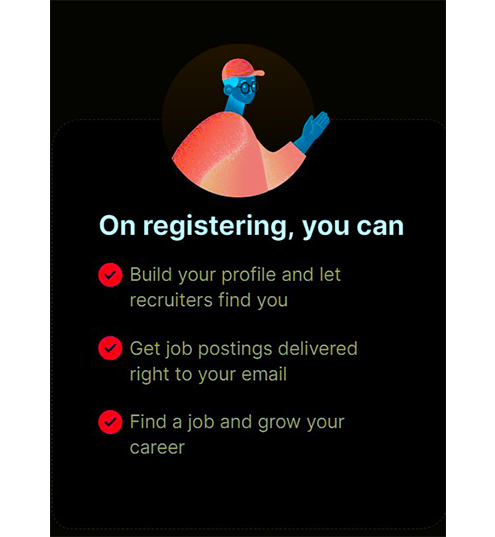 On registering, you can
Build your profile and let
recruiters find you
Get job postings delivered
right to your email
Find a job and grow your
career